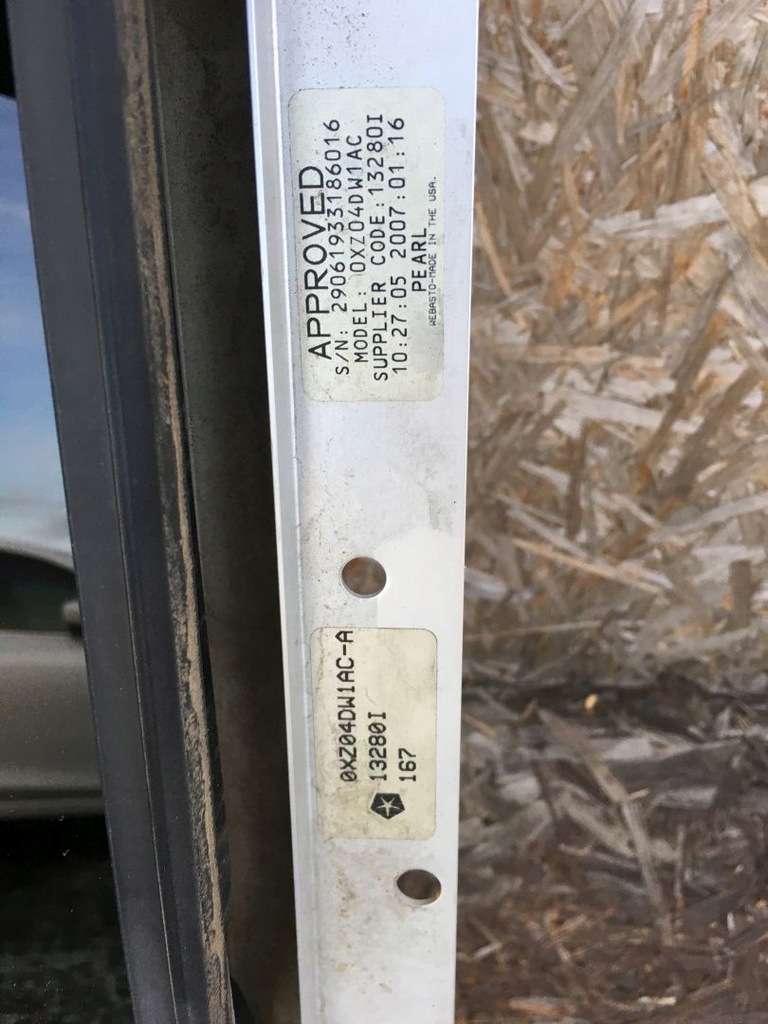 APPROVED
S/N: 29061933186016
MODEL: 0XZ04DW1AC
SUPPLIER CODE:13280I
10:27:05 2007:01:16
PEARL
WEBASTO-MADE IN THE USA.
0XZ04DW1AC-A
13280I
167